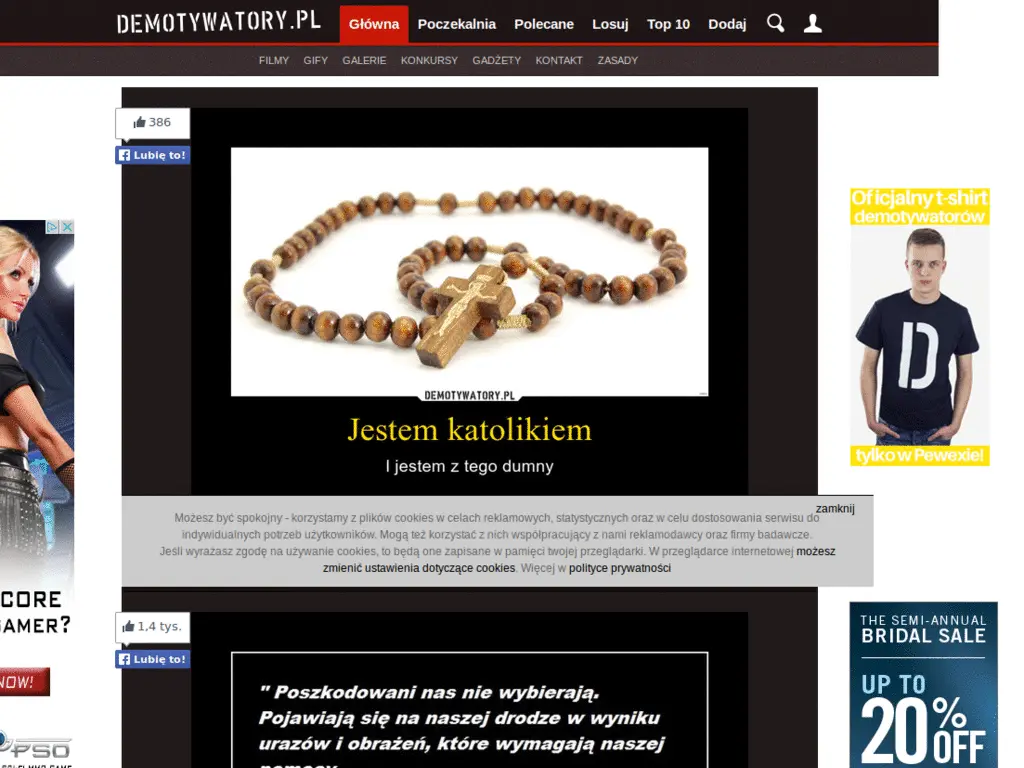 DEMOTYWATORY.PL
Główna
Poczekalnia
Polecane
Losuj
Top 10
Dodaj
FILMY
GIFY
GALERIE
KONKURSY
GADŻETY
KONTAKT
ZASADY
386
Lubię to!
DEMOTYWATORY.PL
Jestem katolikiem
I jestem z tego dumny
zamknij
Możesz być spokojny - korzystamy z plików cookies w celach reklamowych, statystycznych oraz w celu dostosowania serwisu do
indywidualnych potrzeb użytkowników. Mogą też korzystać z nich współpracujący z nami reklamodawcy oraz firmy badawcze.
Jeśli wyrażasz zgodę na używanie cookies, to będą one zapisane w pamięci twojej przeglądarki. W przeglądarce internetowej możesz
zmienić ustawienia dotyczące cookies. Więcej w polityce prywatności
1,4 tys.
Lubię to!
" Poszkodowani nas nie wybierają.
Pojawiają się na naszej drodze w wyniku
urazów i obrażeń, które wymagają naszej
Oficjalny t-shirt
demotywatorów
D
tylko w Pewexie!
THE SEMI-ANNUAL
BRIDAL SALE
UP TO
20% OFF
CORE
GAMER?
NOW!
PSO